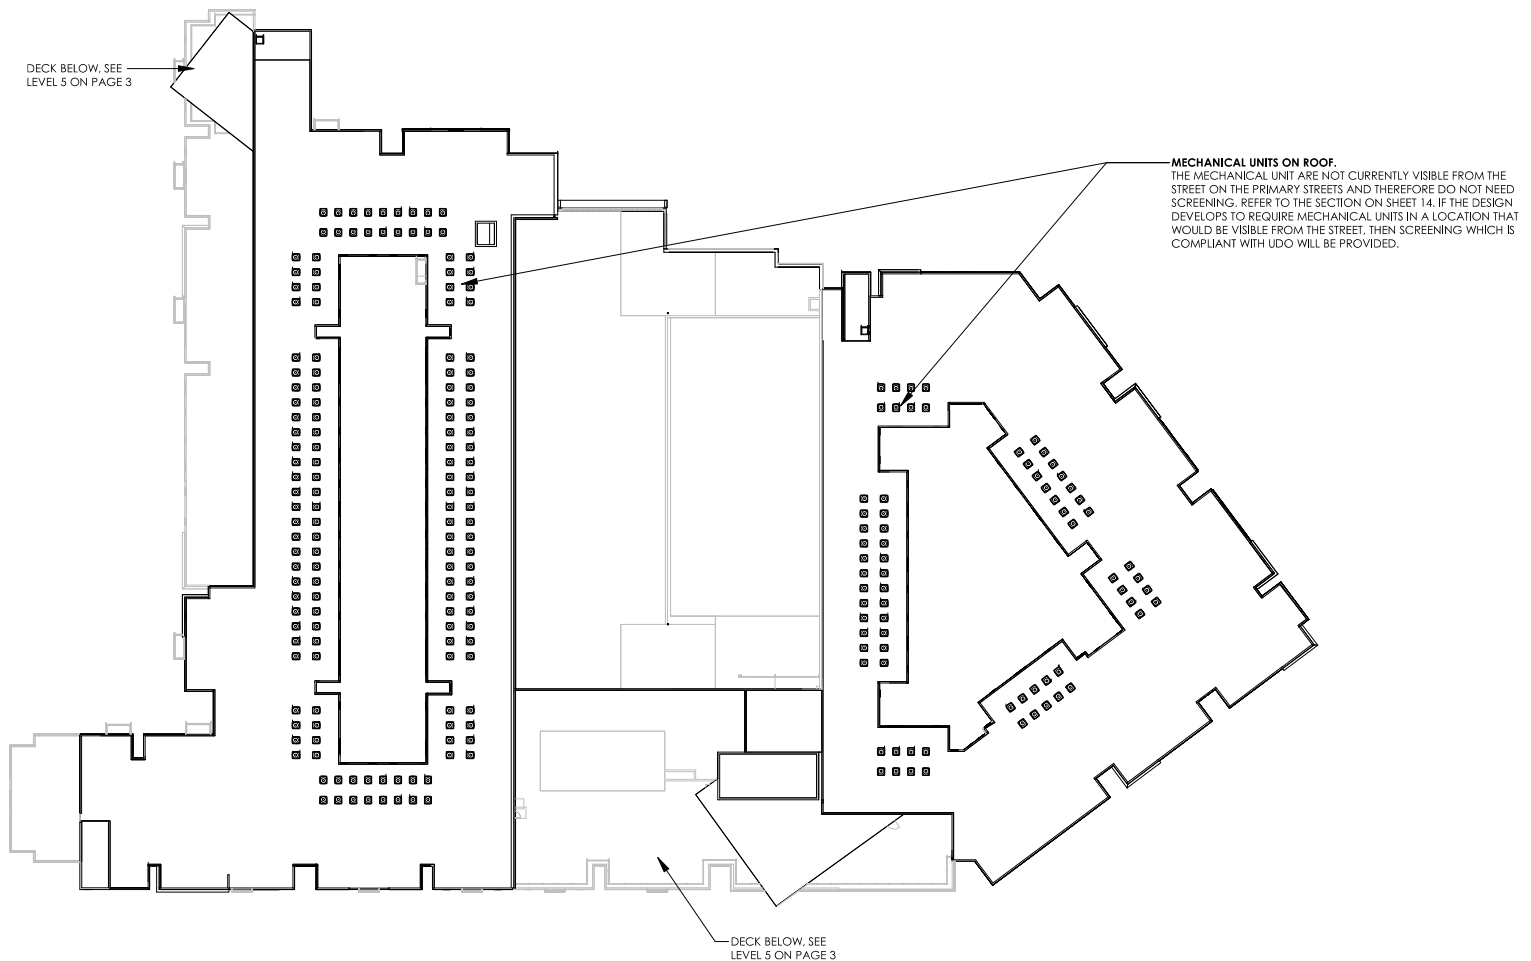 DECK BELOW, SEE
LEVEL 5 ON PAGE 3
MECHANICAL UNITS ON ROOF.
THE MECHANICAL UNIT ARE NOT CURRENTLY VISIBLE FROM THE
STREET ON THE PRIMARY STREETS AND THEREFORE DO NOT NEED
SCREENING. REFER TO THE SECTION ON SHEET 14. IF THE DESIGN
DEVELOPS TO REQUIRE MECHANICAL UNITS IN A LOCATION THAT
WOULD BE VISIBLE FROM THE STREET, THEN SCREENING WHICH IS
COMPLIANT WITH UDO WILL BE PROVIDED.
DECK BELOW, SEE
LEVEL 5 ON PAGE 3